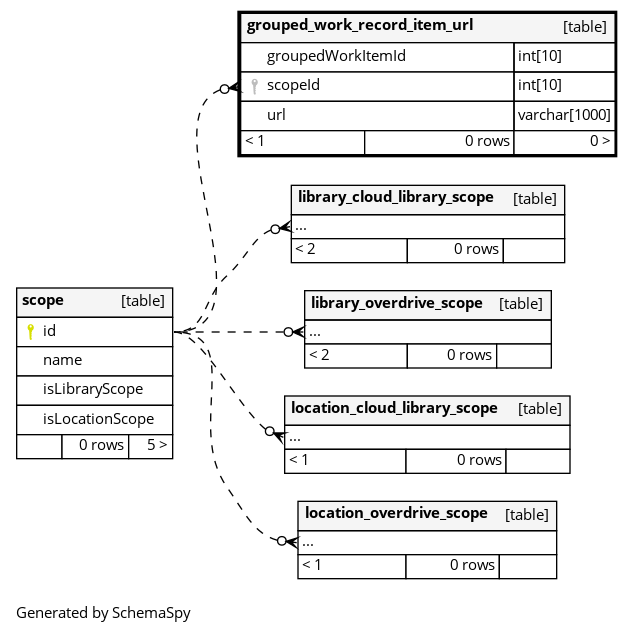 grouped_work_record_item_url [table]
groupedWorkItemId int[10]
scopeId int[10]
url varchar[1000]
< 1 0 rows 0 >
library_cloud_library_scope [table]
...
< 2 0 rows
scope [table]
id
name
isLibraryScope
isLocationScope
0 rows 5 >
library_overdrive_scope [table]
...
< 2 0 rows
location_cloud_library_scope [table]
...
< 1 0 rows
location_overdrive_scope [table]
...
< 1 0 rows
Generated by SchemaSpy